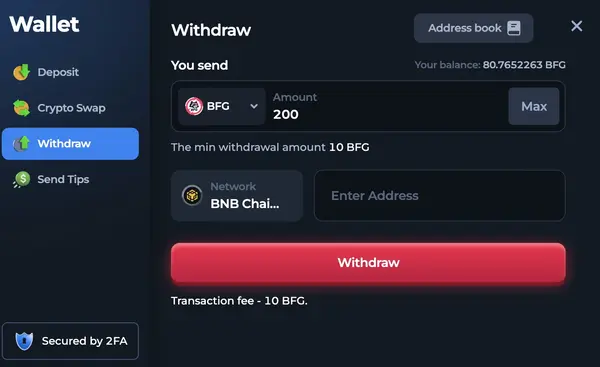 Wallet
Deposit
Crypto Swap
Withdraw
Send Tips
Secured by 2FA
Withdraw
Address book
You send
Your balance: 80.7652263 BFG
BFG
Amount
200
Max
The min withdrawal amount 10 BFG
Network
BNB Chai...
Enter Address
Withdraw
Transaction fee - 10 BFG.